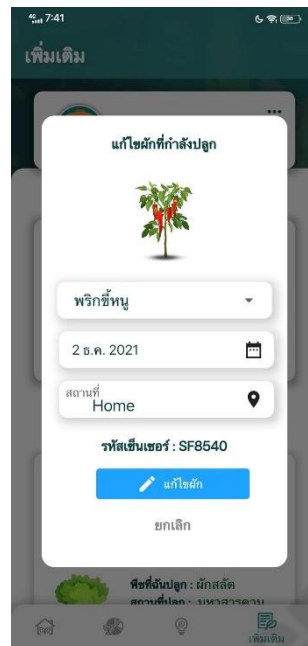 4G 7:41
เพิ่มเติม
แก้ไขผักที่กำลังปลูก
พริกขี้หนู
2 ธ.ค. 2021
สถานที่
Home
รหัสเซ็นเซอร์ : SF8540
แก้ไขผัก
ยกเลิก
พืชที่ฉันปลูก : ผักสลัด
สถานที่ปลูก : มหาสารคาม
เพิ่มเติม